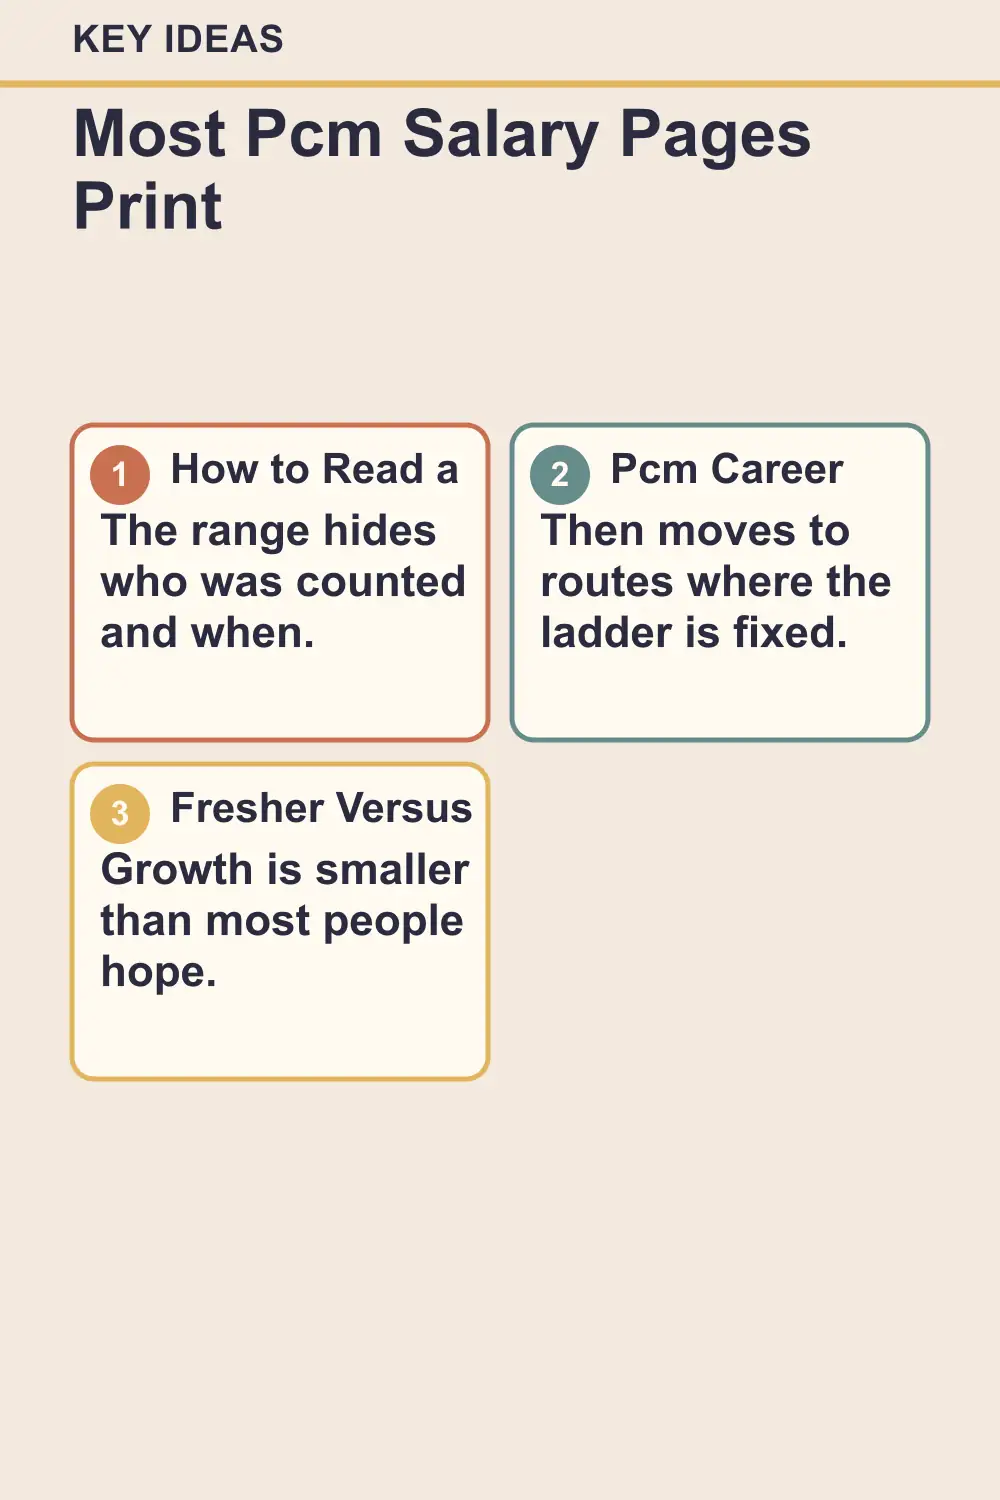 KEY IDEAS
Most Pcm Salary Pages
Print
1 How to Read a
The range hides
who was counted
and when.
2 Pcm Career
Then moves to
routes where the
ladder is fixed.
3 Fresher Versus
Growth is smaller
than most people
hope.